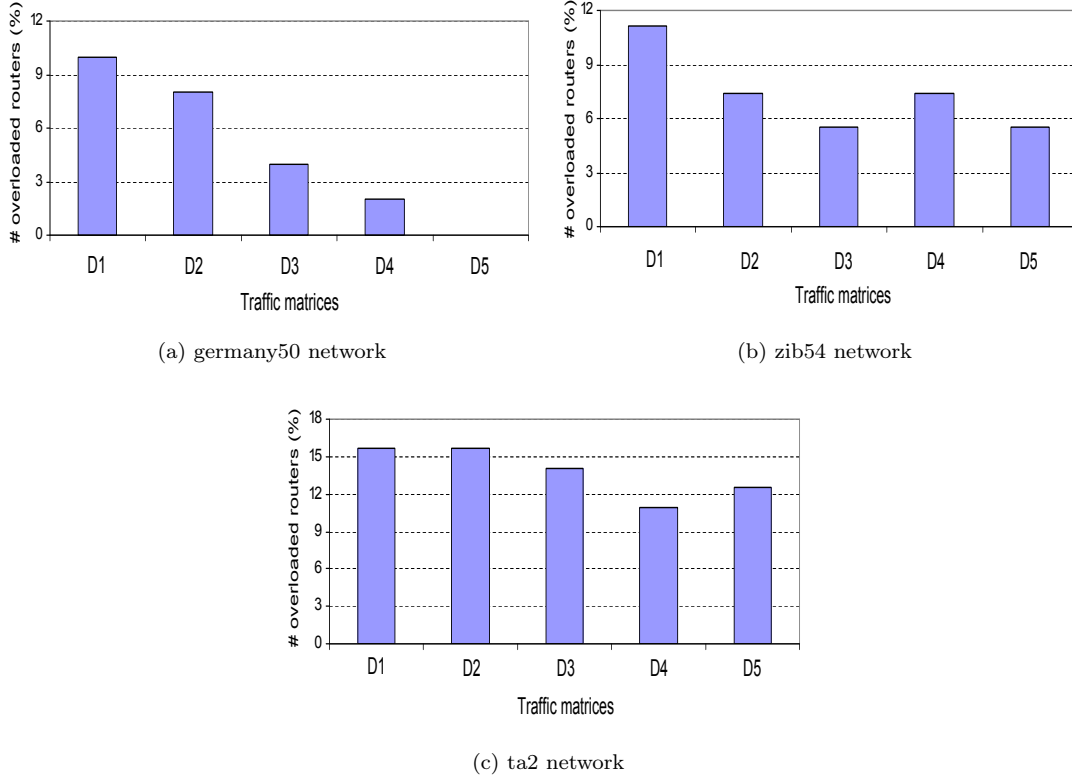 # overloaded routers (%)
12
9
6
3
0
D1 D2 D3 D4 D5
Traffic matrices
(a) germany50 network
# overloaded routers (%)
12
9
6
3
0
D1 D2 D3 D4 D5
Traffic matrices
(b) zib54 network
# overloaded routers (%)
18
15
12
9
6
3
0
D1 D2 D3 D4 D5
Traffic matrices
(c) ta2 network